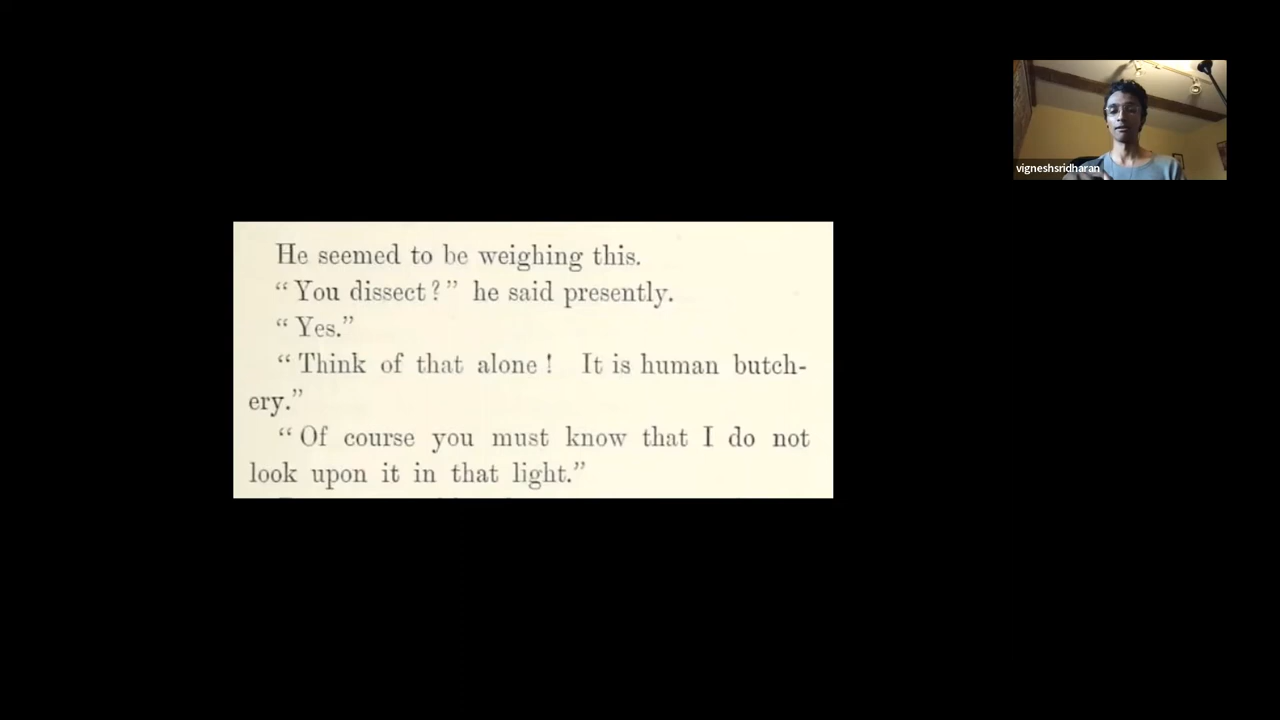 vigneshsridharan
He seemed to be weighing this.
“You dissect?” he said presently.
“Yes.”
“Think of that alone! It is human butch-
ery.”
“Of course you must know that I do not
look upon it in that light.”